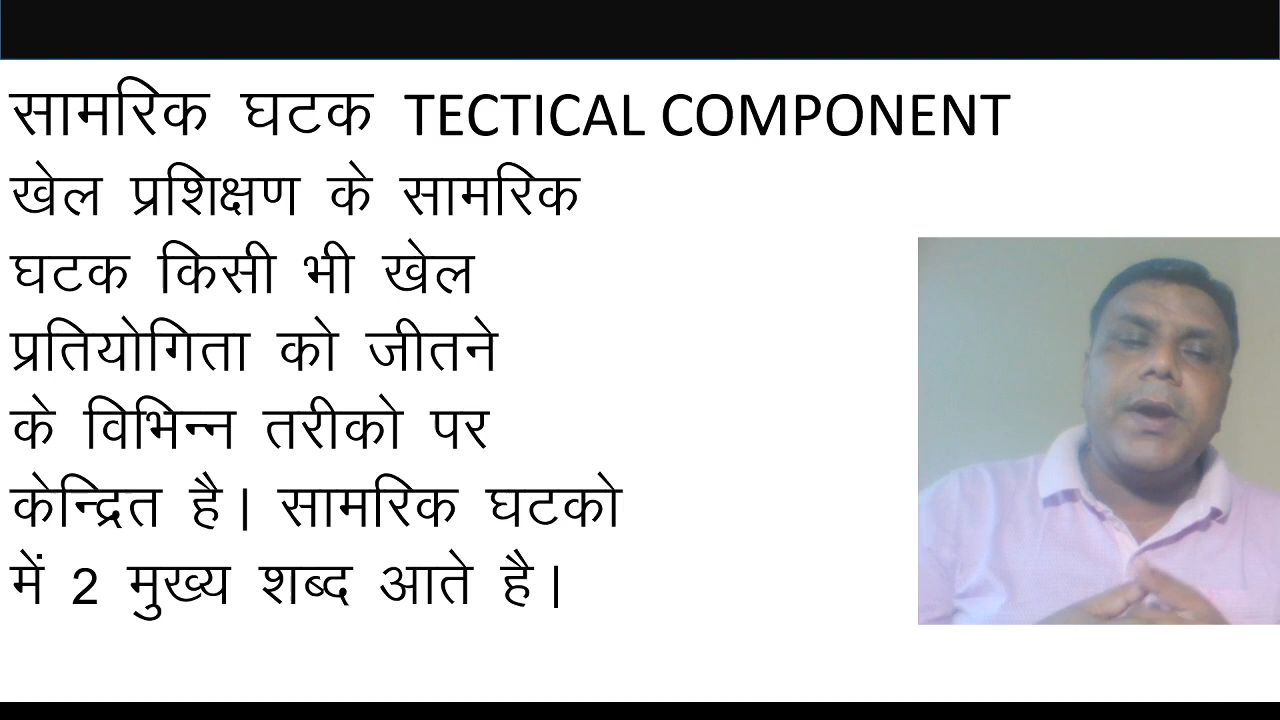 सामरिक घटक TECTICAL COMPONENT
खेल प्रशिक्षण के सामरिक
घटक किसी भी खेल
प्रतियोगिता को जीतने
के विभिन्न तरीको पर
केन्द्रित है। सामरिक घटको
में 2 मुख्य शब्द आते है।